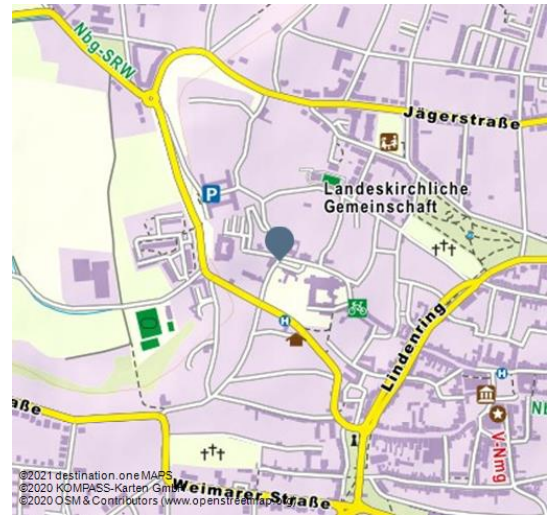 Nbg-SRW
Jägerstraße
P
Landeskirchliche
Gemeinschaft
H
Lindenring
H
Nb
V-Nmg
aße
Weimarer Straße
©2021 destination.one MAPS
©2020 KOMPASS-Karten GmbH
©2020 OSM & Contributors (www.openstreetmap.org)